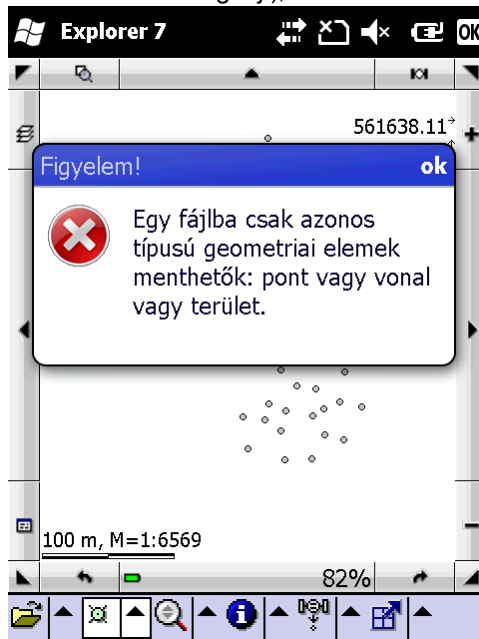 Explorer 7
OK
561638.11
Figyelem!
ok
Egy fájlba csak azonos
típusú geometriai elemek
menthetők: pont vagy vonal
vagy terület.
100 m, M=1:6569
82%